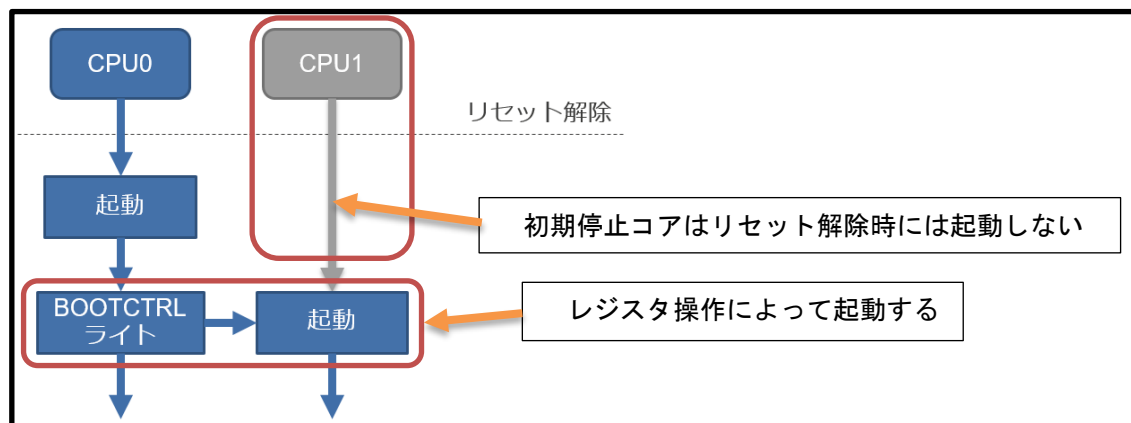 CPU0
CPU1
リセット解除
起動
初期停止コアはリセット解除時には起動しない
BOOTCTRL
ライト
起動
レジスタ操作によって起動する